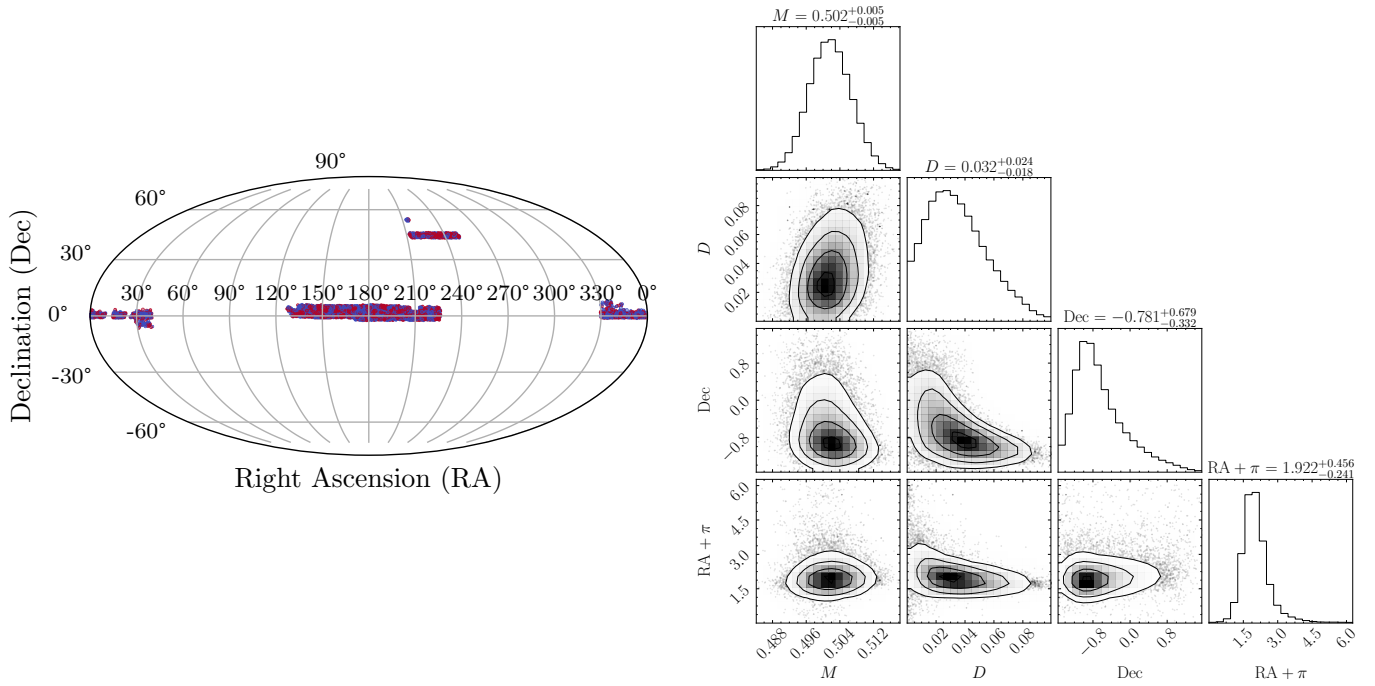 90°
60°
30°
0°
-30°
-60°
30° 60° 90° 120° 150° 180° 210° 240° 270° 300° 330° 0°
Declination (Dec)
Right Ascension (RA)
M = 0.502+0.005−0.005
D = 0.032+0.024−0.018
Dec = −0.781+0.679−0.332
RA + π = 1.922+0.456−0.241
D
0.08
0.06
0.04
0.02
Dec
0.8
0.0
−0.8
RA + π
6.0
4.5
3.0
1.5
0.488 0.496 0.504 0.512
M
0.02 0.04 0.06 0.08
D
−0.8 0.0 0.8
Dec
1.5 3.0 4.5 6.0
RA + π